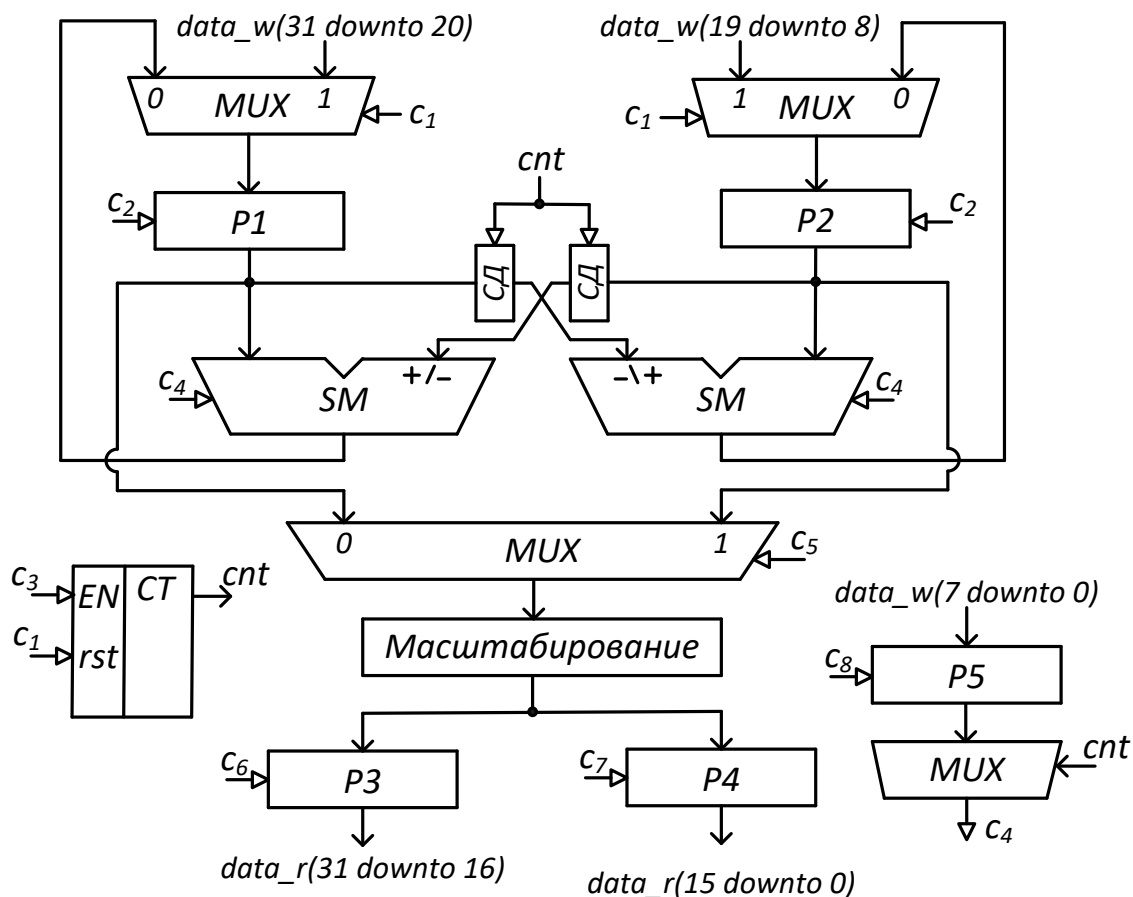 data_w(31 downto 20)
data_w(19 downto 8)
0 MUX 1
c1
c1
1 MUX 0
cnt
c2
P1
P2
c2
СД
СД
c4
SM
+/-
-\+
SM
c4
0 MUX 1
c5
c3
EN
CT
cnt
c1
rst
Масштабирование
data_w(7 downto 0)
c8
P5
c6
P3
c7
P4
MUX
cnt
c4
data_r(31 downto 16)
data_r(15 downto 0)